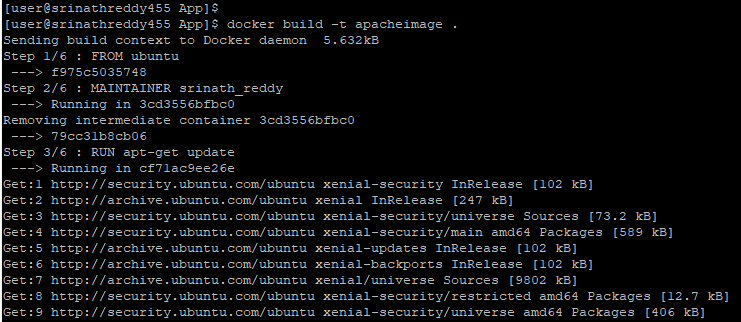 [user@srinathreddy455 App]$
[user@srinathreddy455 App]$ docker build -t apacheimage .
Sending build context to Docker daemon  5.632kB
Step 1/6 : FROM ubuntu
 ---> f975c5035748
Step 2/6 : MAINTAINER srinath_reddy
 ---> Running in 3cd3556bfbc0
Removing intermediate container 3cd3556bfbc0
 ---> 79cc31b8cb06
Step 3/6 : RUN apt-get update
 ---> Running in cf71ac9ee26e
Get:1 http://security.ubuntu.com/ubuntu xenial-security InRelease [102 kB]
Get:2 http://archive.ubuntu.com/ubuntu xenial InRelease [247 kB]
Get:3 http://security.ubuntu.com/ubuntu xenial-security/universe Sources [73.2 kB]
Get:4 http://security.ubuntu.com/ubuntu xenial-security/main amd64 Packages [589 kB]
Get:5 http://archive.ubuntu.com/ubuntu xenial-updates InRelease [102 kB]
Get:6 http://archive.ubuntu.com/ubuntu xenial-backports InRelease [102 kB]
Get:7 http://archive.ubuntu.com/ubuntu xenial/universe Sources [9802 kB]
Get:8 http://security.ubuntu.com/ubuntu xenial-security/restricted amd64 Packages [12.7 kB]
Get:9 http://security.ubuntu.com/ubuntu xenial-security/universe amd64 Packages [406 kB]